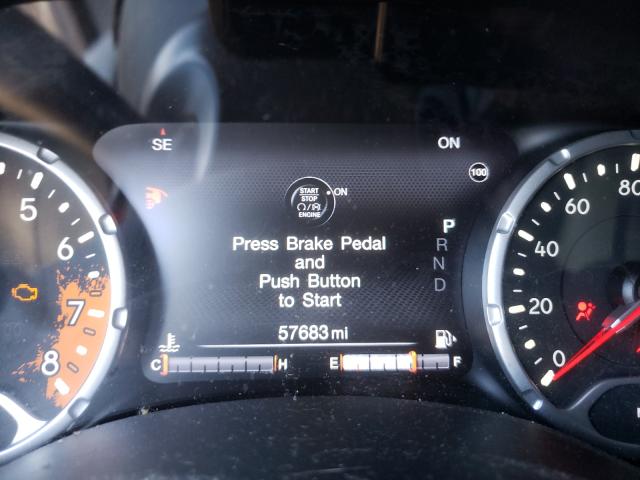 SE
ON
100
START
STOP
ENGINE
ON
Press Brake Pedal
and
Push Button
to Start
P
R
N
D
57683 mi
C
H
E
F
5
6
7
8
80
60
40
20
0